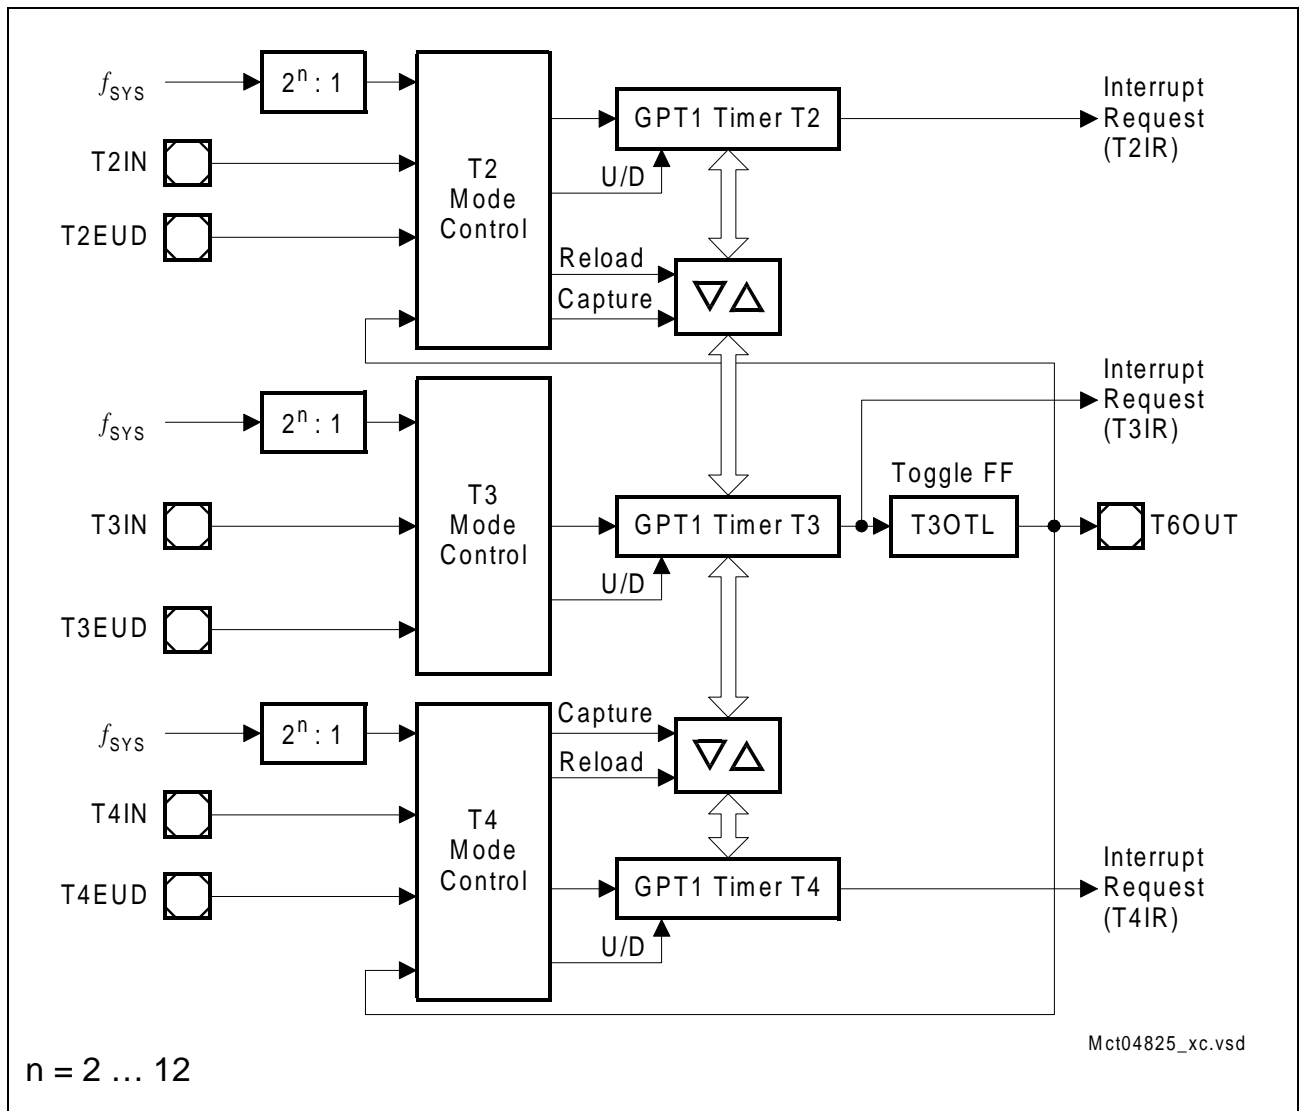 fSYS
2n : 1
T2IN
T2EUD
T2
Mode
Control
GPT1 Timer T2
U/D
Reload
Capture
Interrupt
Request
(T2IR)
fSYS
2n : 1
T3IN
T3EUD
T3
Mode
Control
GPT1 Timer T3
U/D
Toggle FF
T3OTL
Interrupt
Request
(T3IR)
T6OUT
fSYS
2n : 1
T4IN
T4EUD
T4
Mode
Control
Capture
Reload
GPT1 Timer T4
U/D
Interrupt
Request
(T4IR)
Mct04825_xc.vsd
n = 2 … 12